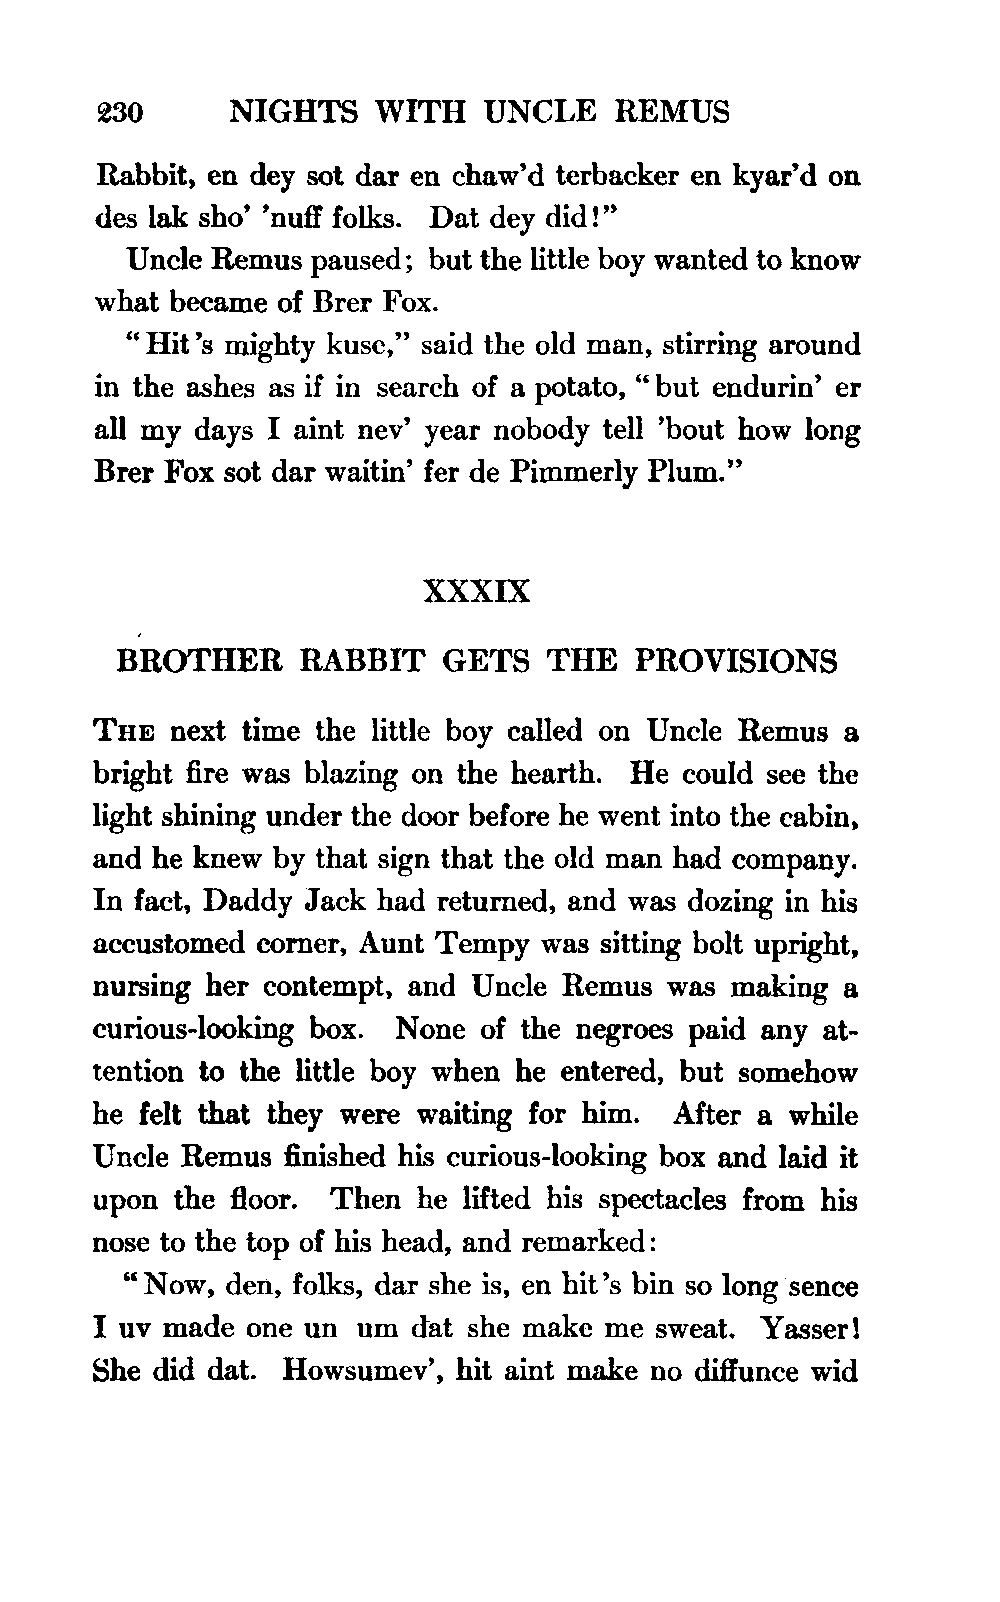 230 NIGHTS WITH UNCLE REMUS
Rabbit, en dey sot dar en chaw'd terbacker en kyar'd on
des lak sho' 'nuff folks. Dat dey did!"
Uncle Remus paused; but the little boy wanted to know
what became of Brer Fox.
"Hit's mighty kuse," said the old man, stirring around
in the ashes as if in search of a potato, "but endurin' er
all my days I aint nev' year nobody tell 'bout how long
Brer Fox sot dar waitin' fer de Pimmerly Plum."
XXXIX
BROTHER RABBIT GETS THE PROVISIONS
THE next time the little boy called on Uncle Remus a
bright fire was blazing on the hearth. He could see the
light shining under the door before he went into the cabin,
and he knew by that sign that the old man had company.
In fact, Daddy Jack had returned, and was dozing in his
accustomed corner, Aunt Tempy was sitting bolt upright,
nursing her contempt, and Uncle Remus was making a
curious-looking box. None of the negroes paid any at-
tention to the little boy when he entered, but somehow
he felt that they were waiting for him. After a while
Uncle Remus finished his curious-looking box and laid it
upon the floor. Then he lifted his spectacles from his
nose to the top of his head, and remarked:
"Now, den, folks, dar she is, en hit's bin so long sence
I uv made one un um dat she make me sweat. Yasser!
She did dat. Howsumev', hit aint make no diffunce wid